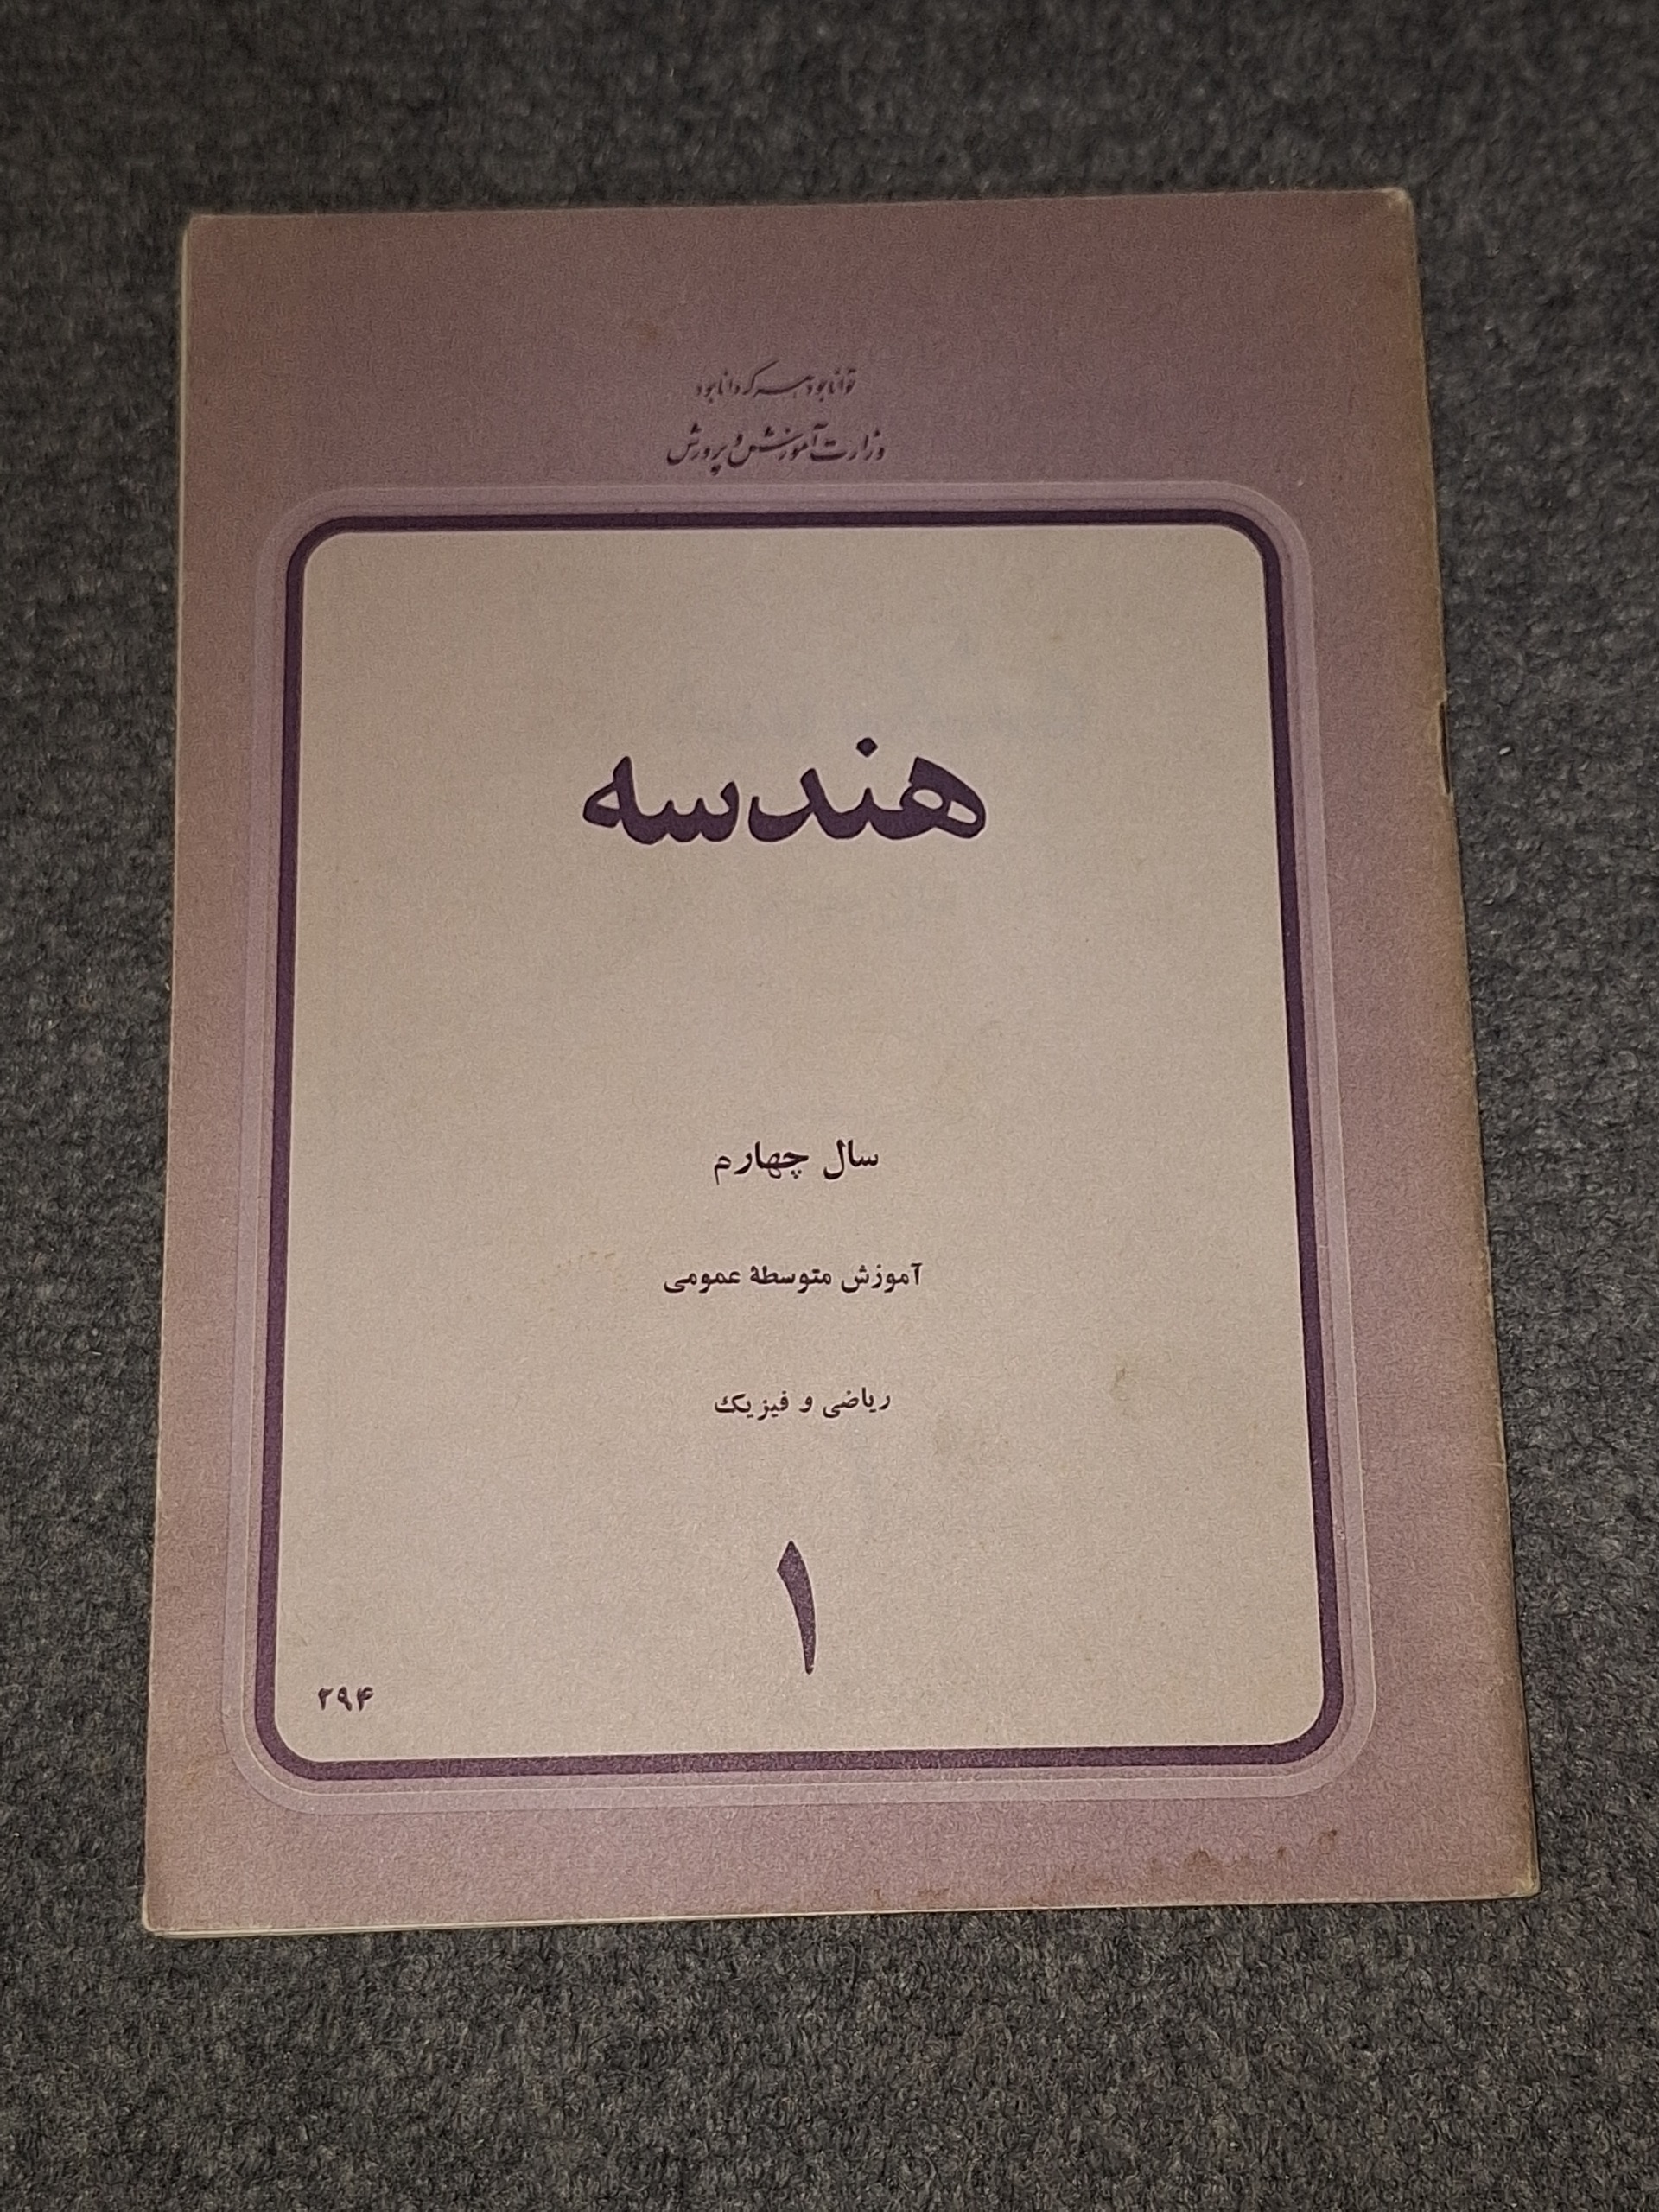 توانا بود هر که دانا بود
وزارت آموزش و پرورش
هندسه
سال چهارم
آموزش متوسطهٔ عمومی
ریاضی و فیزیک
۱
۲۹۴